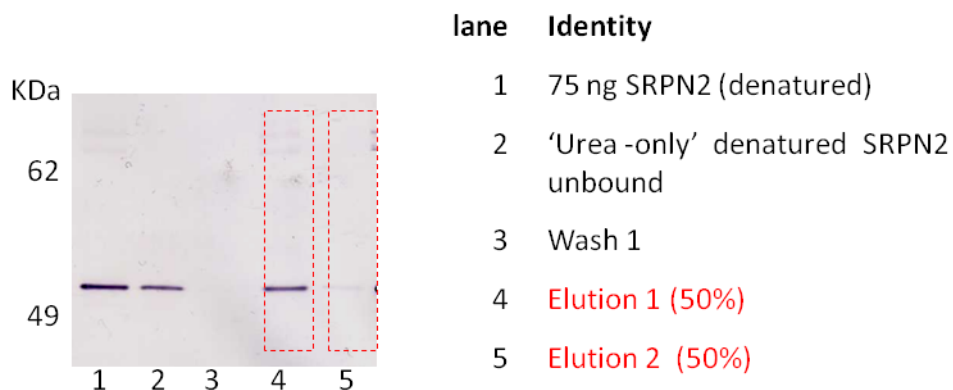 lane Identity
KDa
1 75 ng SRPN2 (denatured)
2 ‘Urea -only’ denatured SRPN2
unbound
62
3 Wash 1
49
4 Elution 1 (50%)
5 Elution 2 (50%)
1 2 3 4 5